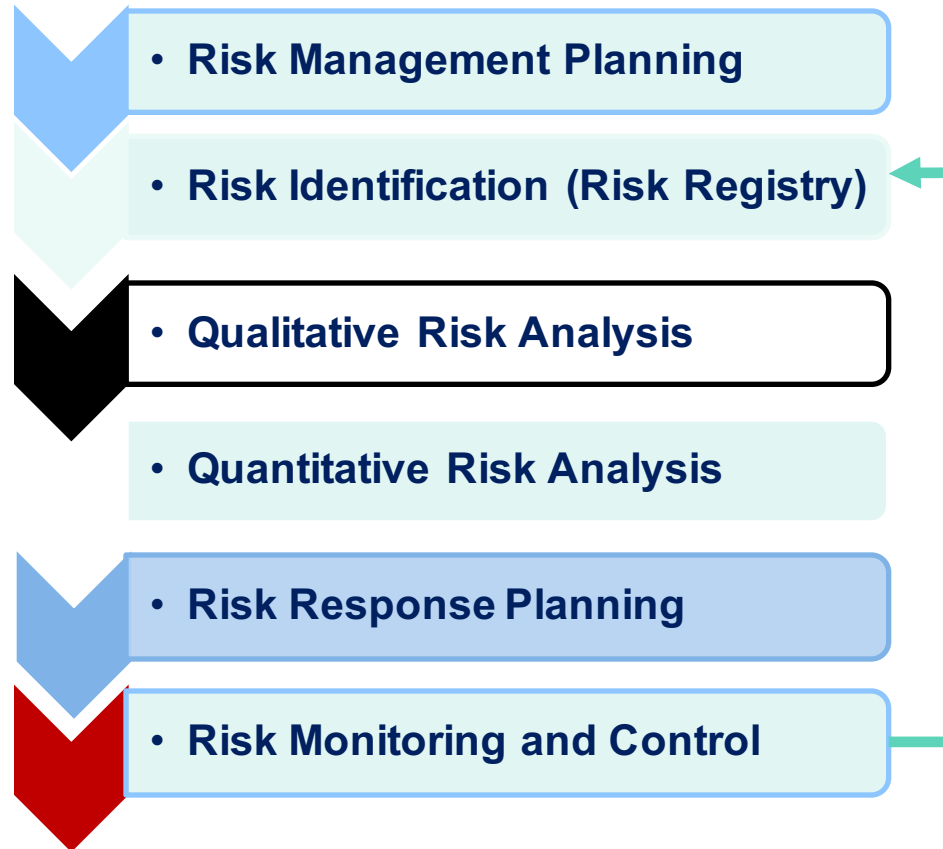 • Risk Management Planning
• Risk Identification (Risk Registry)
• Qualitative Risk Analysis
• Quantitative Risk Analysis
• Risk Response Planning
• Risk Monitoring and Control